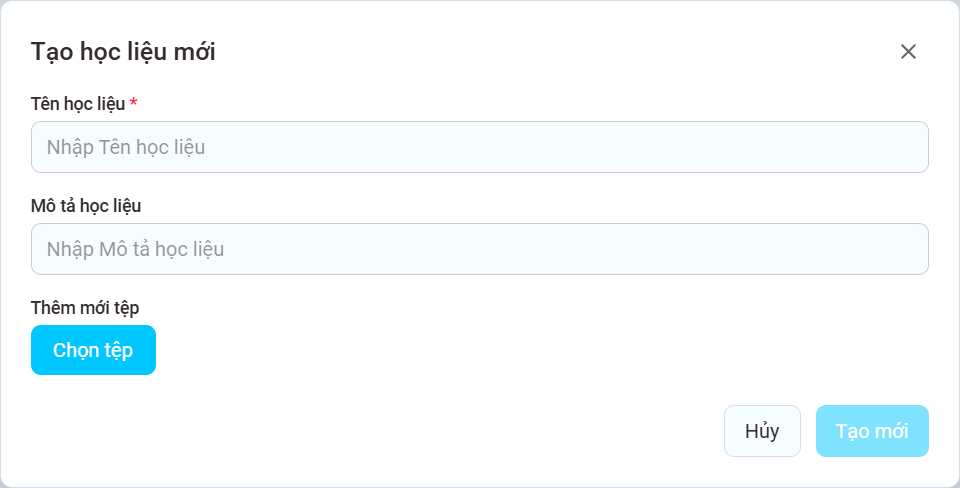 Tạo học liệu mới
Tên học liệu *
Nhập Tên học liệu
Mô tả học liệu
Nhập Mô tả học liệu
Thêm mới tệp
Chọn tệp
Hủy
Tạo mới